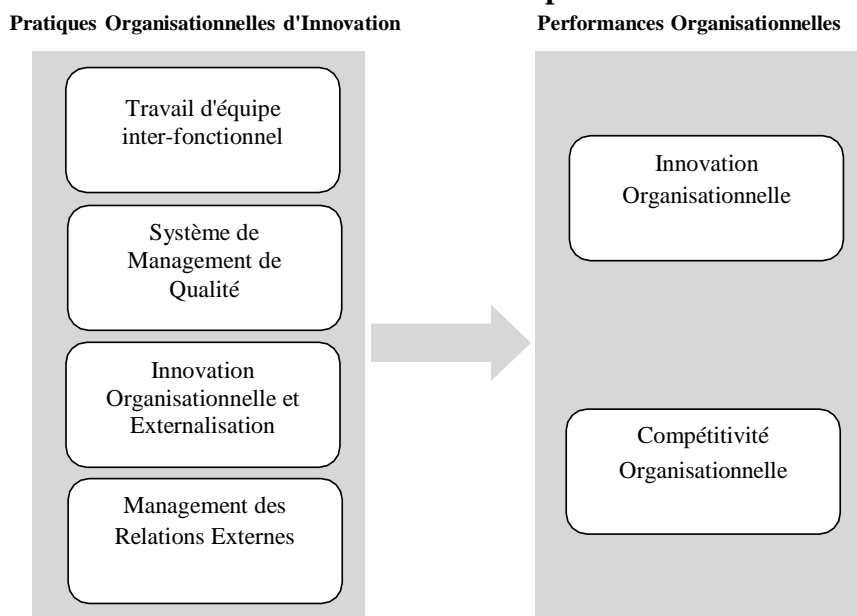 Pratiques Organisationnelles d'Innovation
Travail d'équipe
inter-fonctionnel
Système de
Management de
Qualité
Innovation
Organisationnelle et
Externalisation
Management des
Relations Externes
Performances Organisationnelles
Innovation
Organisationnelle
Compétitivité
Organisationnelle